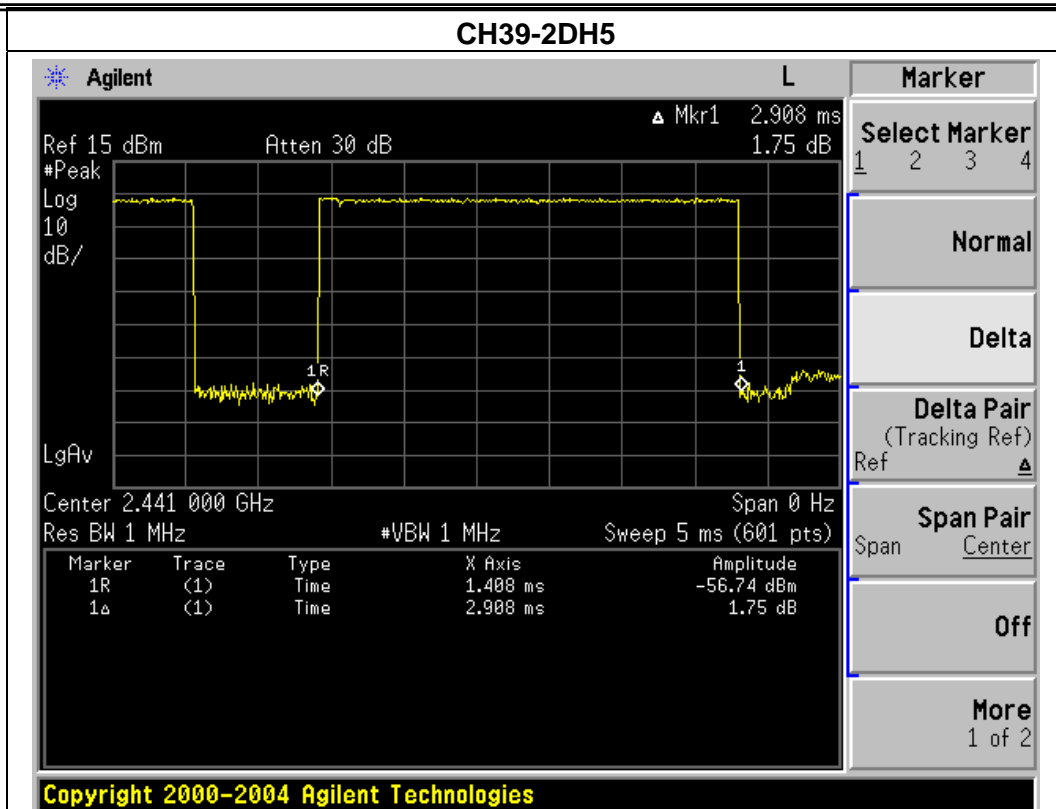 CH39-2DH5
Agilent L Marker
▵ Mkr1 2.908 ms
Ref 15 dBm Atten 30 dB 1.75 dB
#Peak
Log
10
dB/
1R
1
LgAv
Center 2.441 000 GHz Span 0 Hz
Res BW 1 MHz #VBW 1 MHz Sweep 5 ms (601 pts)
Marker Trace Type X Axis Amplitude
1R (1) Time 1.408 ms -56.74 dBm
1▵ (1) Time 2.908 ms 1.75 dB
Select Marker
1 2 3 4
Normal
Delta
Delta Pair
(Tracking Ref)
Ref ▵
Span Pair
Span Center
Off
More
1 of 2
Copyright 2000-2004 Agilent Technologies